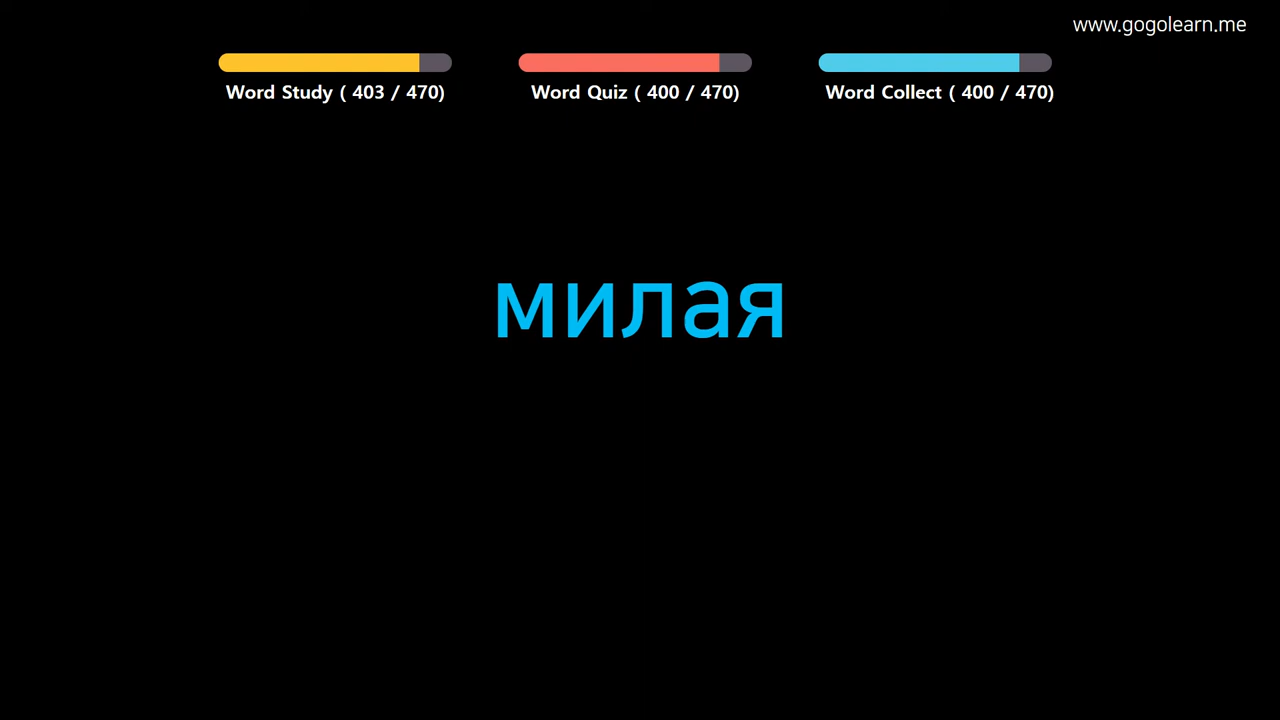 www.gogolearn.me
Word Study ( 403 / 470)
Word Quiz ( 400 / 470)
Word Collect ( 400 / 470)
милая